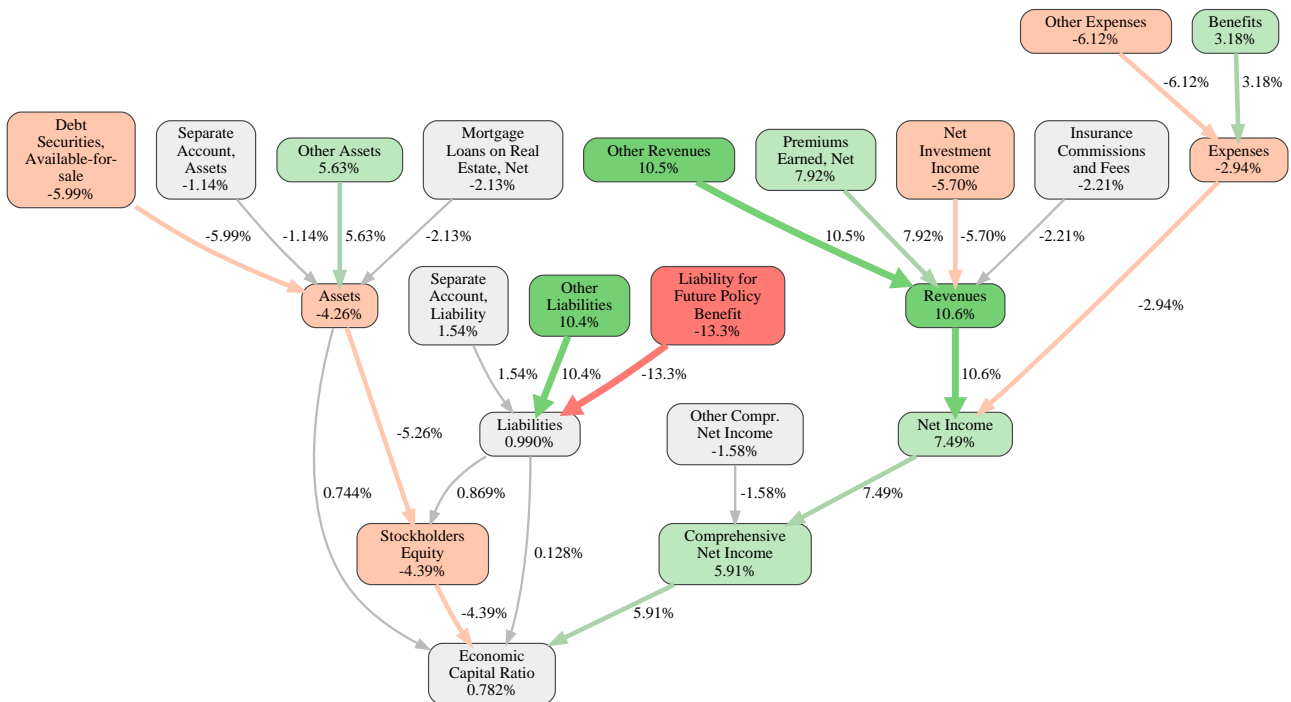 Other Expenses
-6.12%
Benefits
3.18%
-6.12%
3.18%
Debt
Securities,
Available-for-
sale
-5.99%
Separate
Account,
Assets
-1.14%
Other Assets
5.63%
Mortgage
Loans on Real
Estate, Net
-2.13%
Other Revenues
10.5%
Premiums
Earned, Net
7.92%
Net
Investment
Income
-5.70%
Insurance
Commissions
and Fees
-2.21%
Expenses
-2.94%
-5.99%
-1.14%
5.63%
-2.13%
10.5%
7.92%
-5.70%
-2.21%
-2.94%
Assets
-4.26%
Separate
Account,
Liability
1.54%
Other
Liabilities
10.4%
Liability for
Future Policy
Benefit
-13.3%
Revenues
10.6%
1.54%
10.4%
-13.3%
10.6%
-5.26%
Liabilities
0.990%
Other Compr.
Net Income
-1.58%
Net Income
7.49%
0.744%
0.869%
-1.58%
7.49%
Stockholders
Equity
-4.39%
0.128%
Comprehensive
Net Income
5.91%
-4.39%
5.91%
Economic
Capital Ratio
0.782%